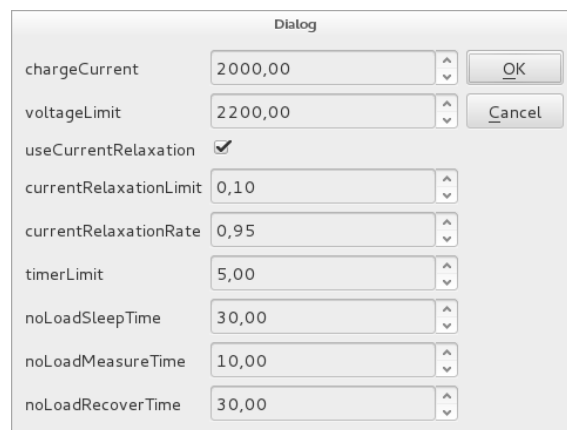 Dialog
chargeCurrent 2000,00 OK
voltageLimit 2200,00 Cancel
useCurrentRelaxation
currentRelaxationLimit 0,10
currentRelaxationRate 0,95
timerLimit 5,00
noLoadSleepTime 30,00
noLoadMeasureTime 10,00
noLoadRecoverTime 30,00